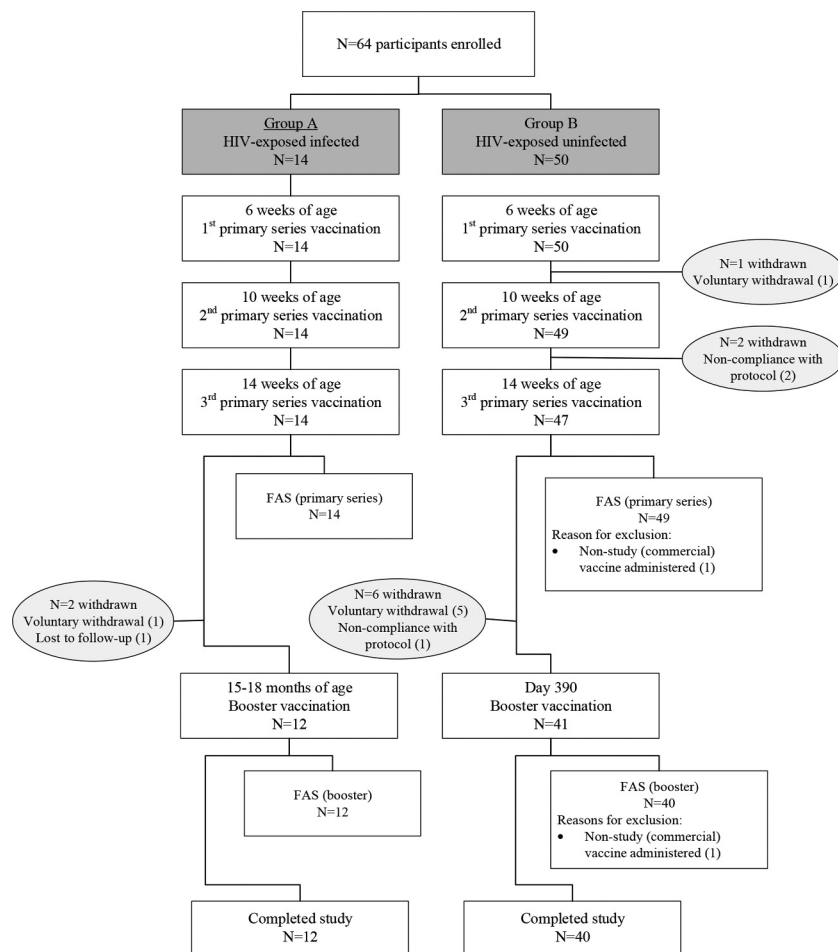 N=64 participants enrolled
Group A
HIV-exposed infected
N=14
Group B
HIV-exposed uninfected
N=50
6 weeks of age
1st primary series vaccination
N=14
6 weeks of age
1st primary series vaccination
N=50
N=1 withdrawn
Voluntary withdrawal (1)
10 weeks of age
2nd primary series vaccination
N=14
10 weeks of age
2nd primary series vaccination
N=49
N=2 withdrawn
Non-compliance with
protocol (2)
14 weeks of age
3rd primary series vaccination
N=14
14 weeks of age
3rd primary series vaccination
N=47
FAS (primary series)
N=14
FAS (primary series)
N=49
Reason for exclusion:
• Non-study (commercial)
vaccine administered (1)
N=2 withdrawn
Voluntary withdrawal (1)
Lost to follow-up (1)
N=6 withdrawn
Voluntary withdrawal (5)
Non-compliance with
protocol (1)
15-18 months of age
Booster vaccination
N=12
Day 390
Booster vaccination
N=41
FAS (booster)
N=12
FAS (booster)
N=40
Reasons for exclusion:
• Non-study (commercial)
vaccine administered (1)
Completed study
N=12
Completed study
N=40